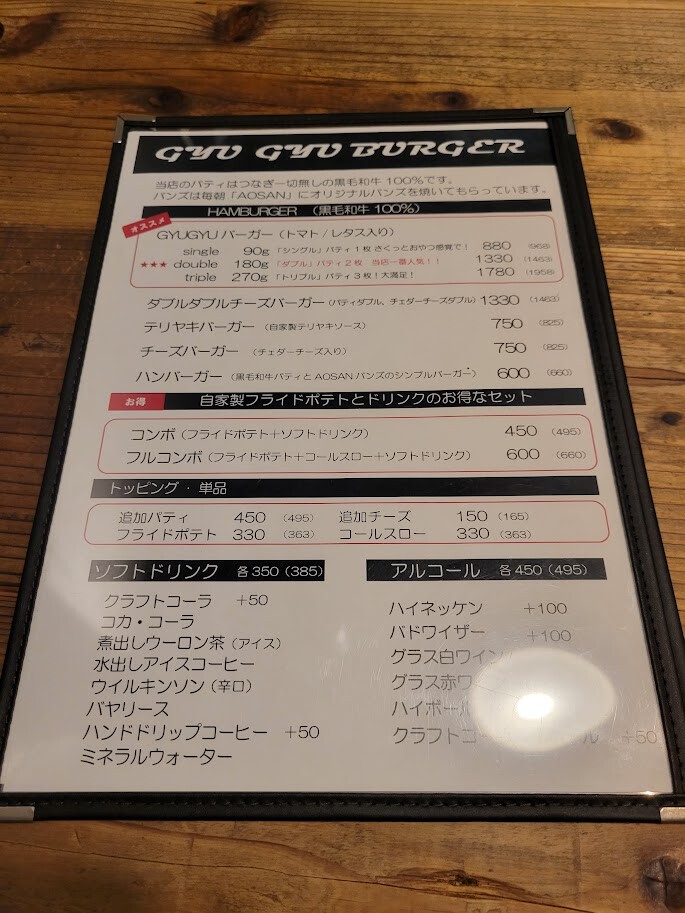 GYU GYU BURGER
当店のパティはつなぎ一切無しの黒毛和牛100%です。
バンズは毎朝「AOSAN」にオリジナルバンズを焼いてもらっています。
HAMBURGER (黒毛和牛100%)
オススメ
GYUGYUバーガー(トマト/レタス入り)
single 90g 「シングル」パティ1枚 さくっとおやつ感覚で! 880 (968)
★★★ double 180g 「ダブル」パティ2枚 当店一番人気!! 1330 (1463)
triple 270g 「トリプル」パティ3枚!大満足! 1780 (1958)
ダブルダブルチーズバーガー(パティダブル、チェダーチーズダブル) 1330 (1463)
テリヤキバーガー (自家製テリヤキソース) 750 (825)
チーズバーガー (チェダーチーズ入り) 750 (825)
ハンバーガー (黒毛和牛パティとAOSANバンズのシンプルバーガー) 600 (660)
お得 自家製フライドポテトとドリンクのお得なセット
コンボ(フライドポテト+ソフトドリンク) 450 (495)
フルコンボ(フライドポテト+コールスロー+ソフトドリンク) 600 (660)
トッピング・単品
追加パティ 450 (495) 追加チーズ 150 (165)
フライドポテト 330 (363) コールスロー 330 (363)
ソフトドリンク 各350 (385)
クラフトコーラ +50
コカ・コーラ
煮出しウーロン茶(アイス)
水出しアイスコーヒー
ウイルキンソン(辛口)
バヤリース
ハンドドリップコーヒー +50
ミネラルウォーター
アルコール 各450 (495)
ハイネッケン +100
バドワイザー +100
グラス白ワイン
グラス赤ワ
ハイボール
クラフトコ ル +50